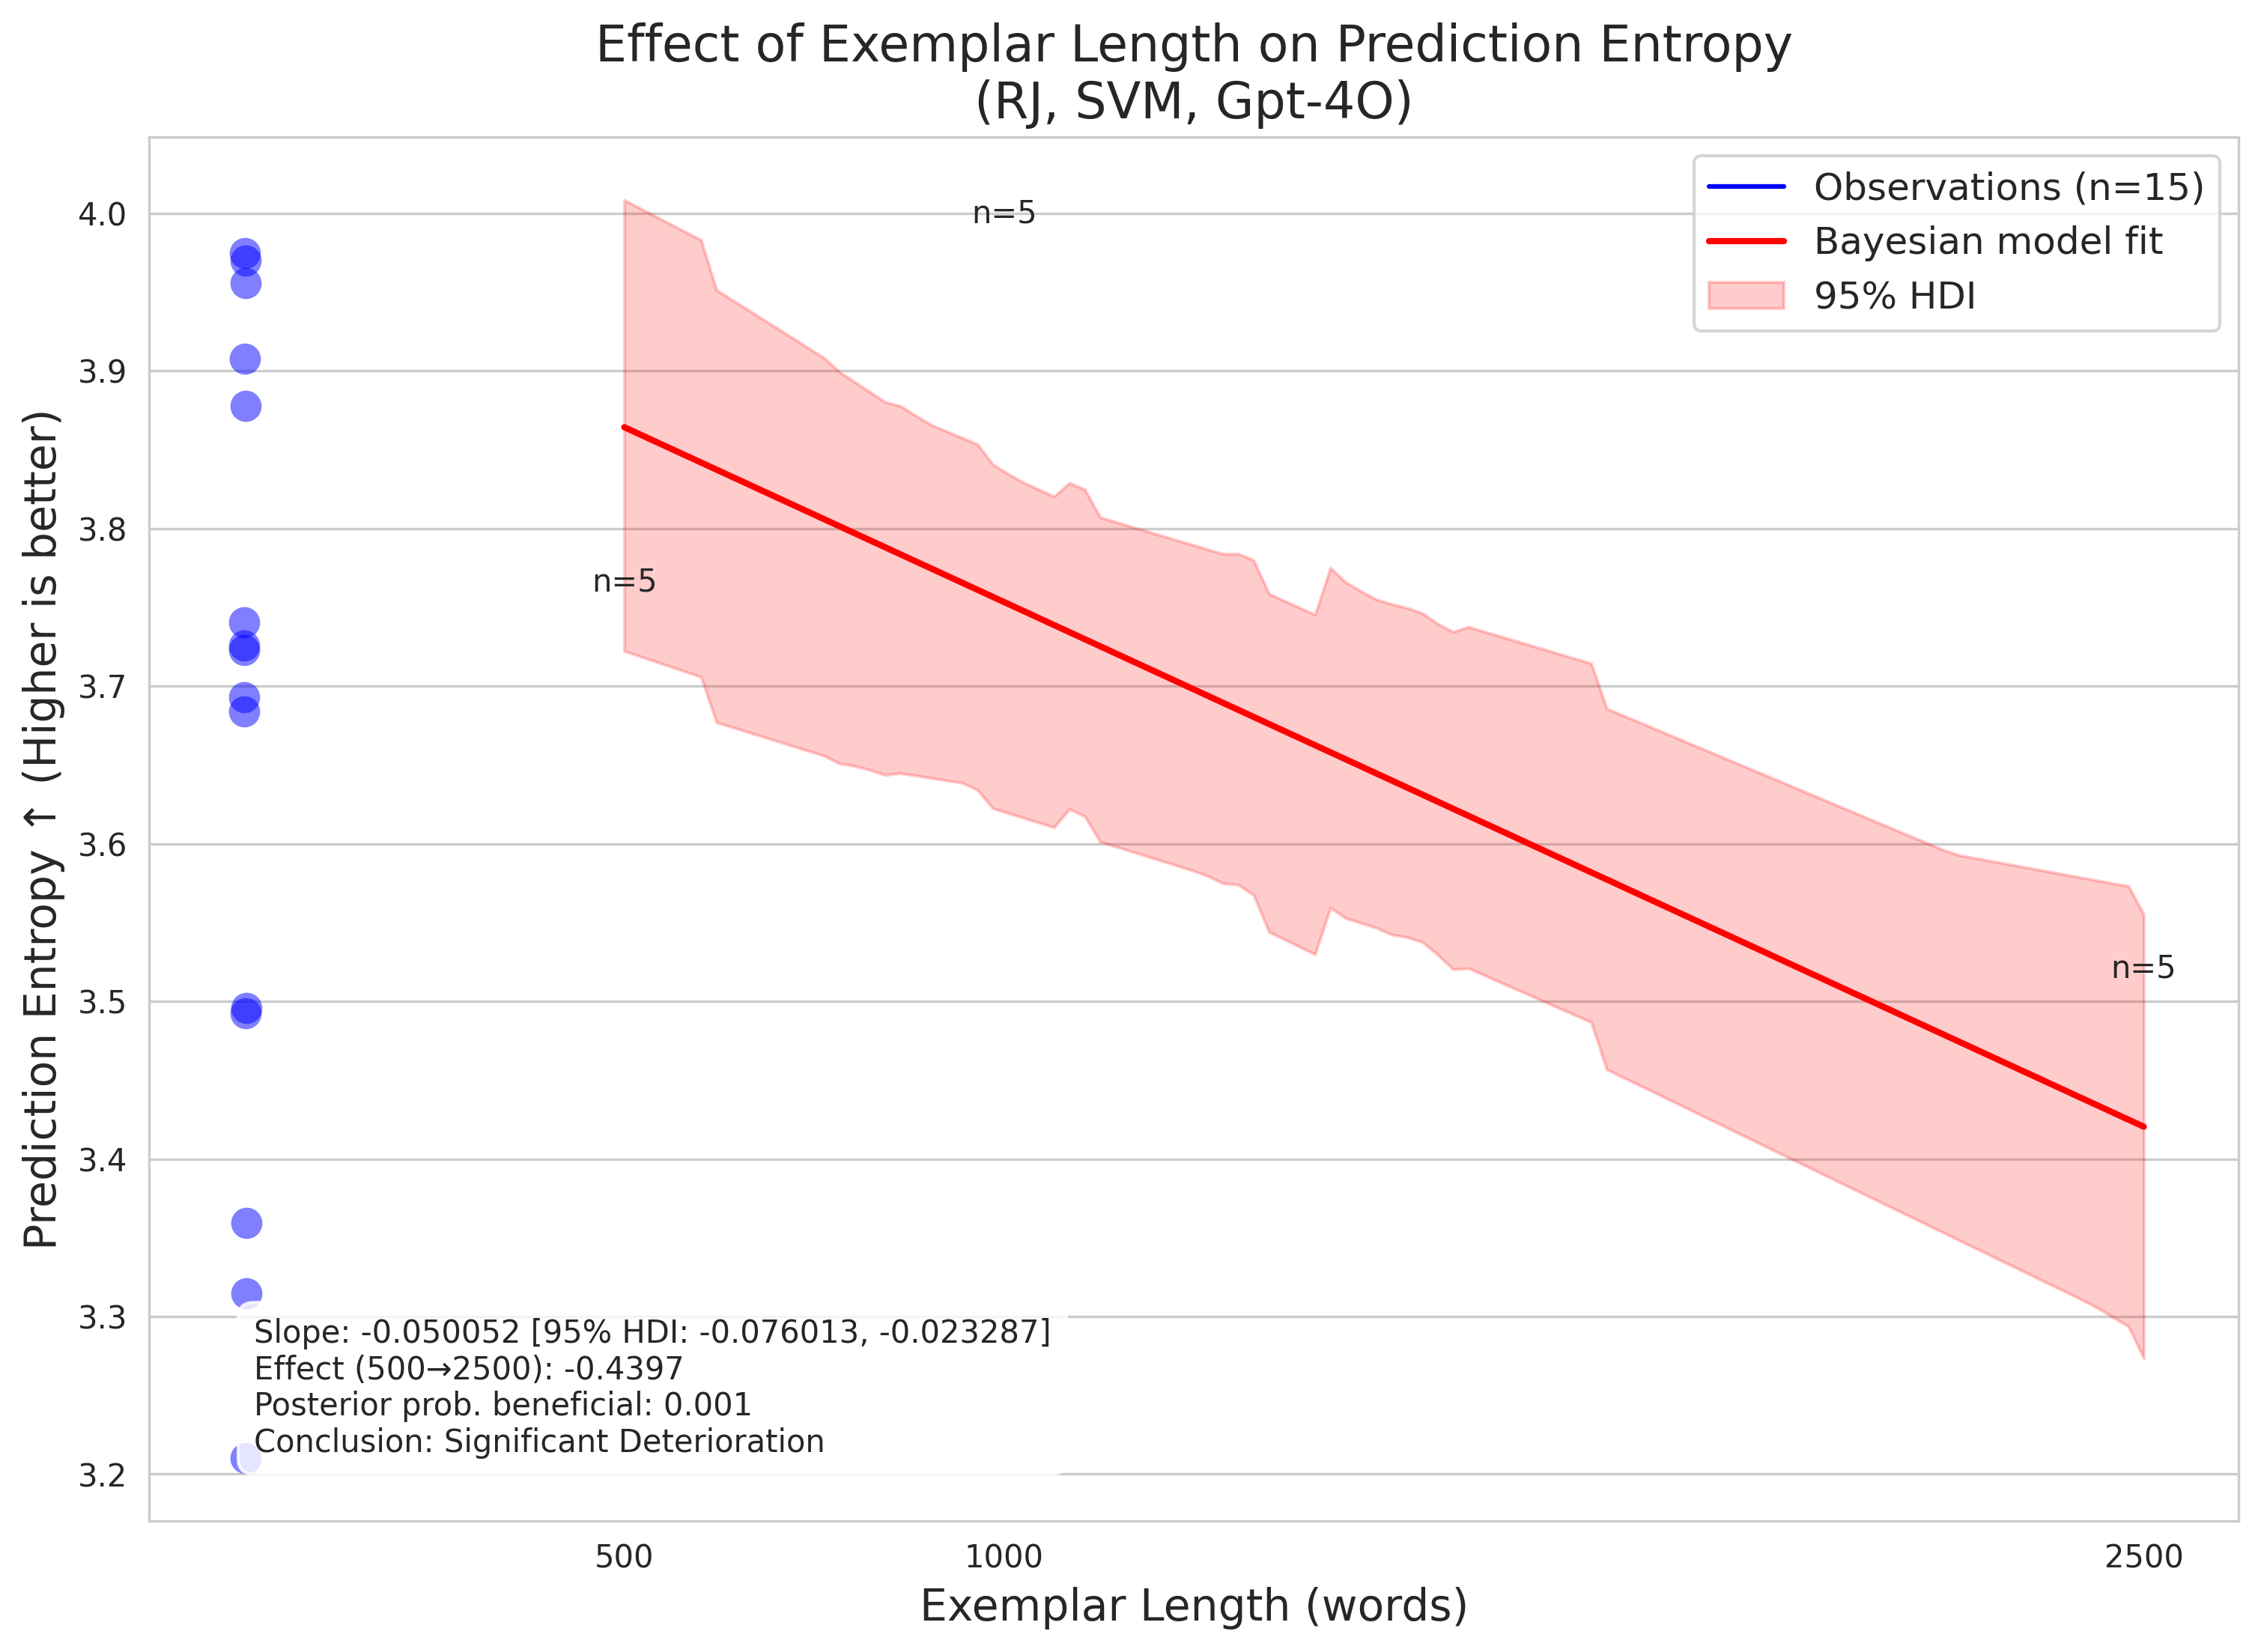 Effect of Exemplar Length on Prediction Entropy
(RJ, SVM, Gpt-4O)
Observations (n=15)
Bayesian model fit
95% HDI
Prediction Entropy ↑ (Higher is better)
4.0
3.9
3.8
3.7
3.6
3.5
3.4
3.3
3.2
n=5
n=5
n=5
Slope: -0.050052 [95% HDI: -0.076013, -0.023287]
Effect (500→2500): -0.4397
Posterior prob. beneficial: 0.001
Conclusion: Significant Deterioration
500
1000
2500
Exemplar Length (words)